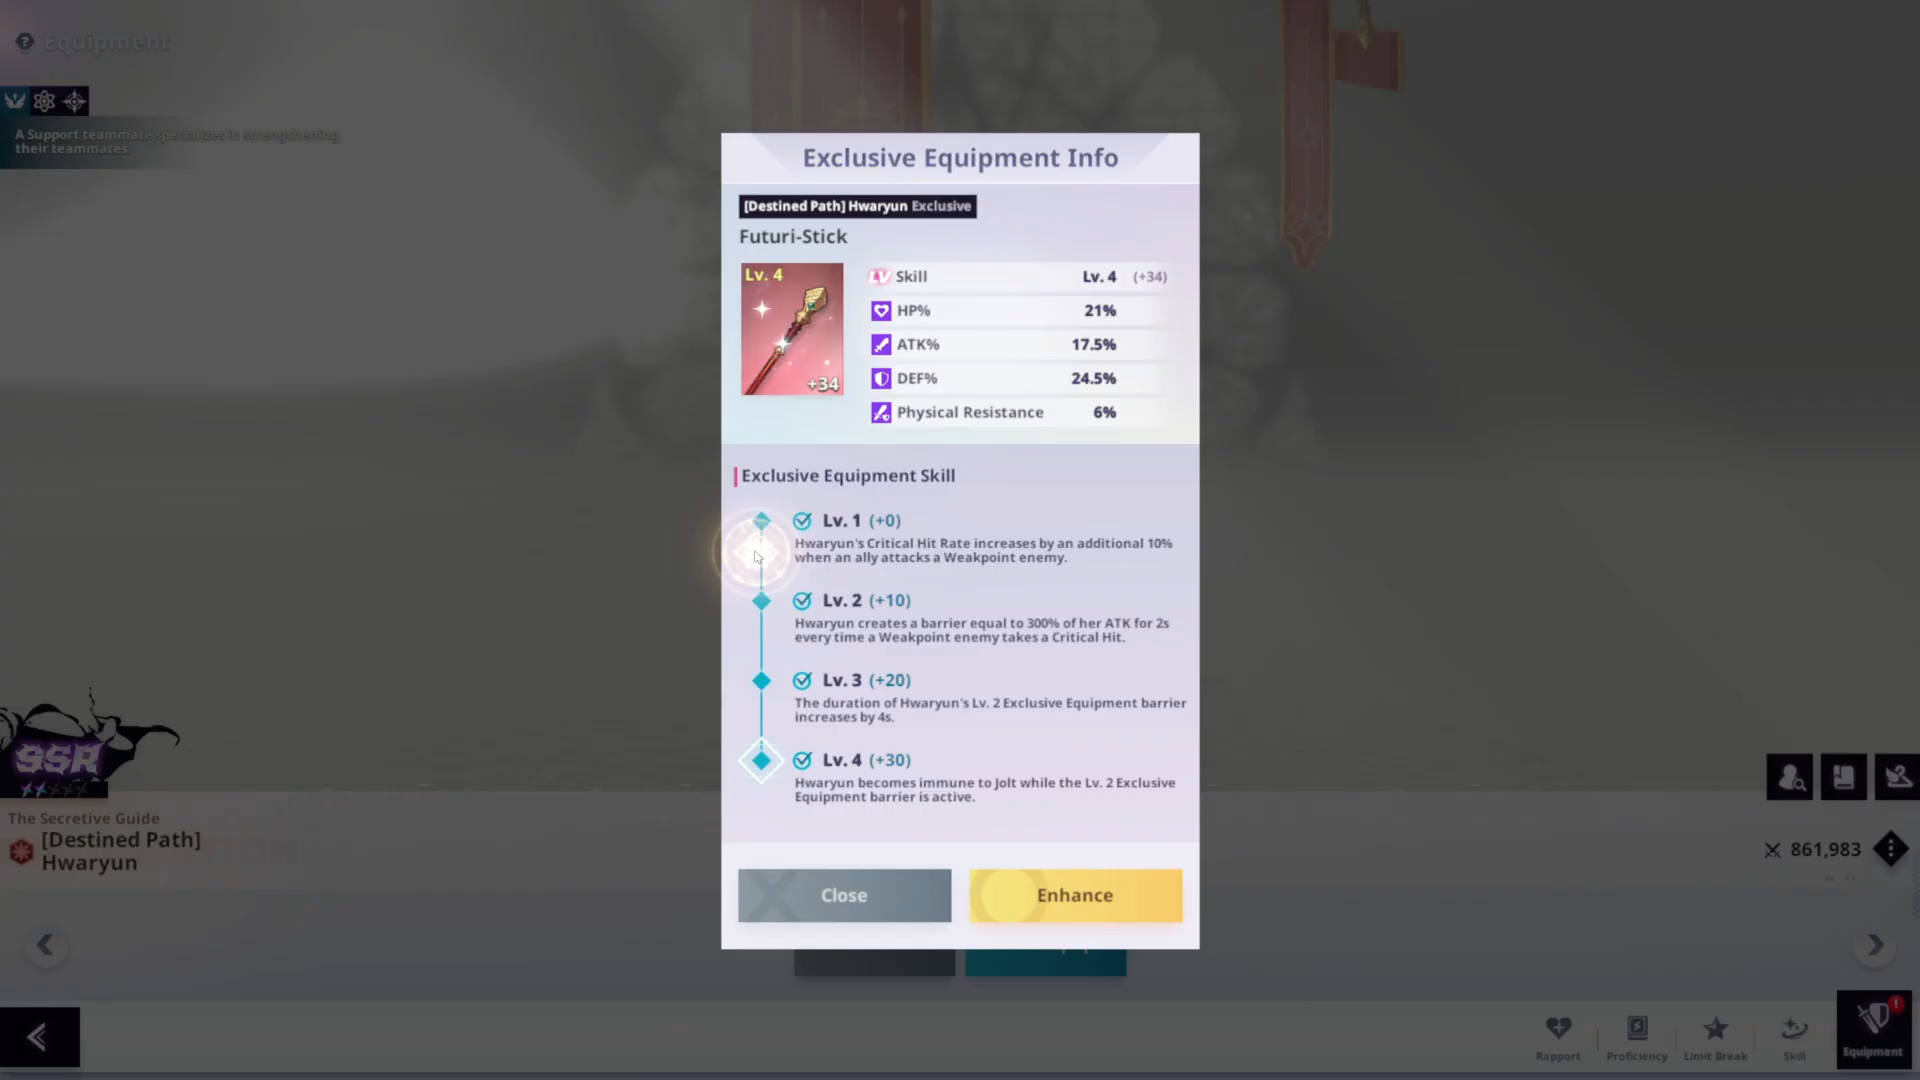 Equipment
A Support teammate specializes in strengthening
their teammates.
Exclusive Equipment Info
[Destined Path] Hwaryun Exclusive
Futuri-Stick
Lv. 4
+34
LV Skill Lv. 4 (+34)
HP% 21%
ATK% 17.5%
DEF% 24.5%
Physical Resistance 6%
Exclusive Equipment Skill
Lv. 1 (+0)
Hwaryun's Critical Hit Rate increases by an additional 10%
when an ally attacks a Weakpoint enemy.
Lv. 2 (+10)
Hwaryun creates a barrier equal to 300% of her ATK for 2s
every time a Weakpoint enemy takes a Critical Hit.
Lv. 3 (+20)
The duration of Hwaryun's Lv. 2 Exclusive Equipment barrier
increases by 4s.
Lv. 4 (+30)
Hwaryun becomes immune to Jolt while the Lv. 2 Exclusive
Equipment barrier is active.
Close
Enhance
SSR
The Secretive Guide
[Destined Path]
Hwaryun
861,983
Rapport
Proficiency
Limit Break
Skill
Equipment